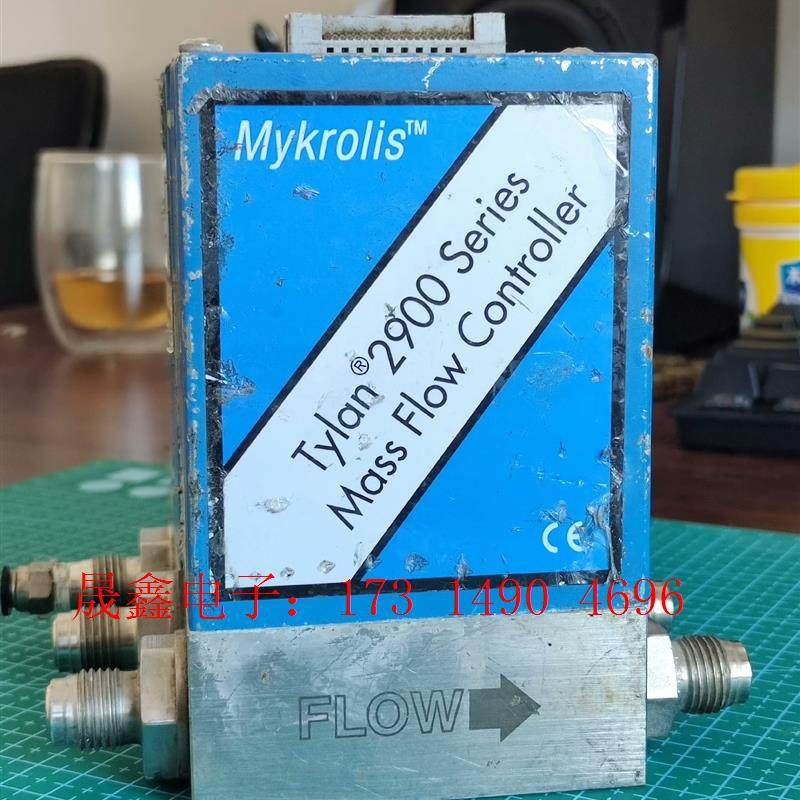 Mykrolis™
Tylan® 2900 Series
Mass Flow Controller
CE
晟鑫电子：173 1490 4696
FLOW